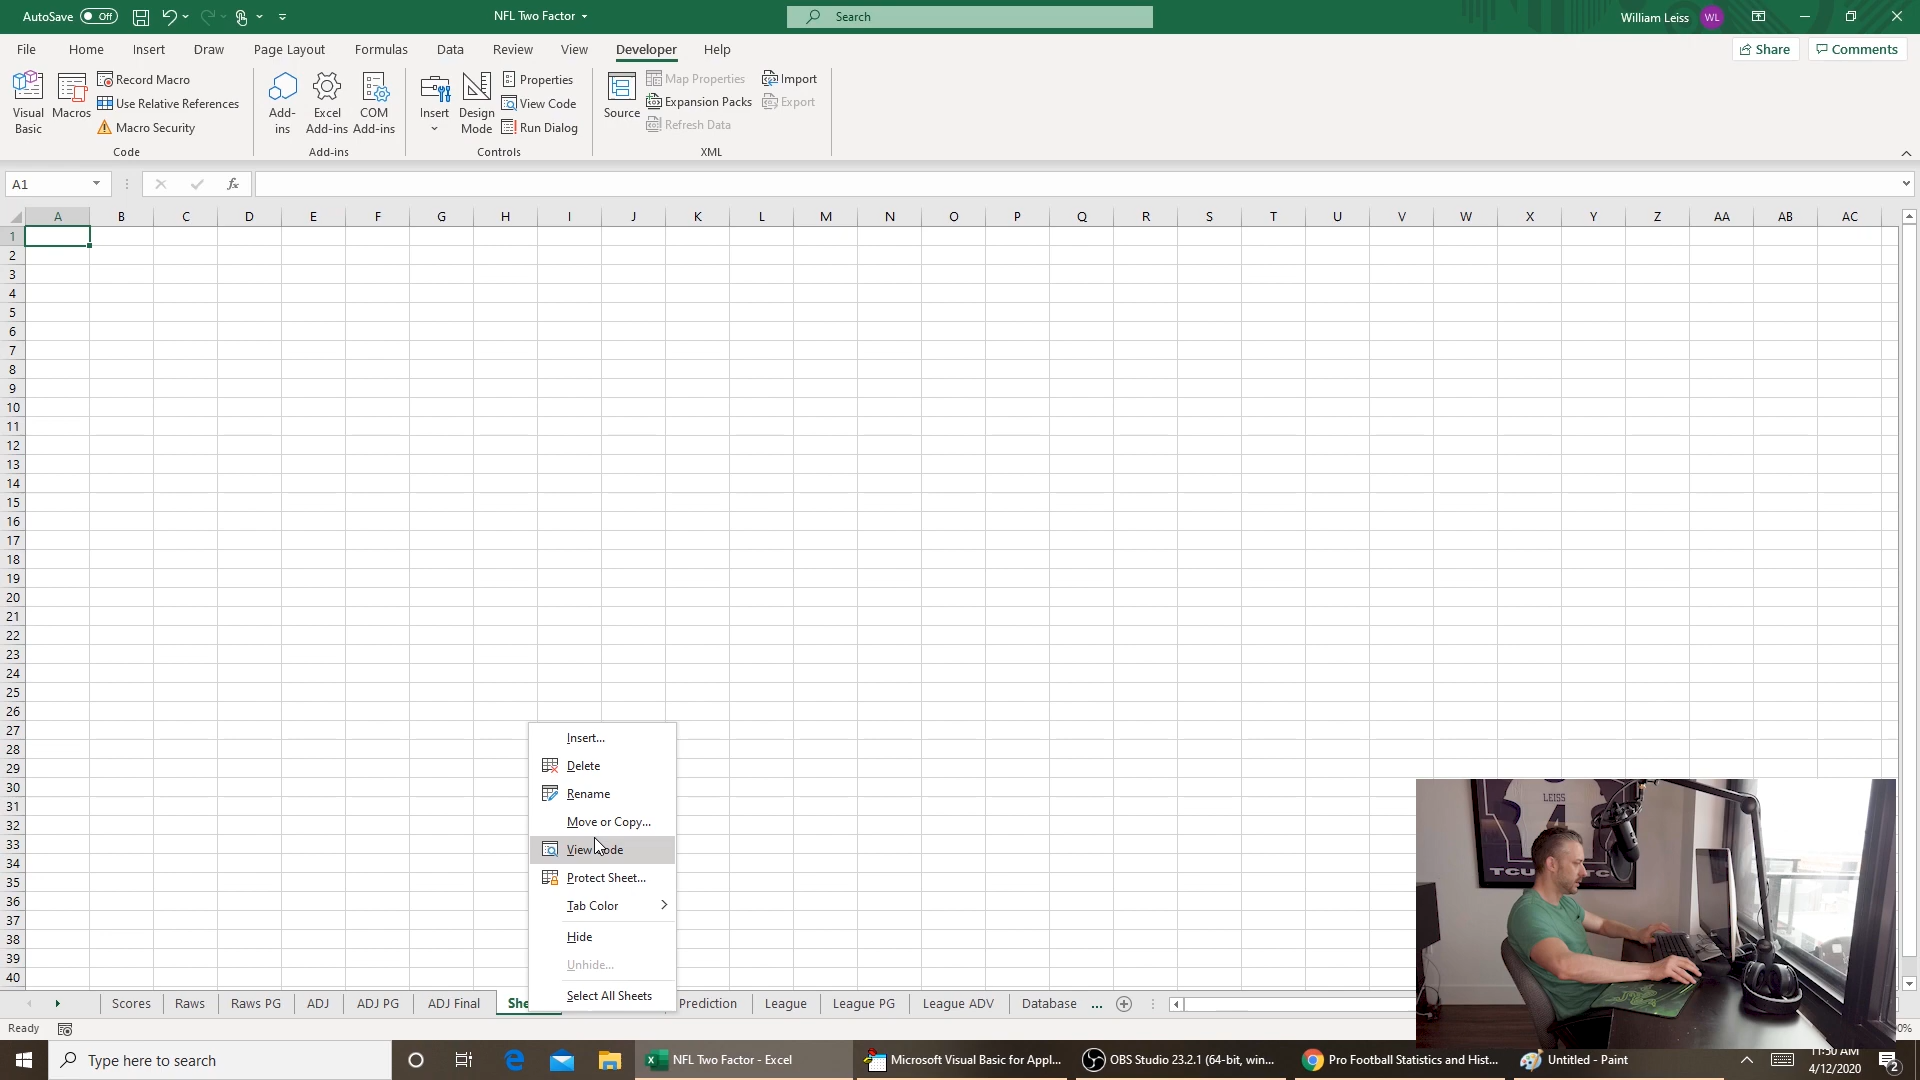 AutoSave Off NFL Two Factor Search William Leiss WL
File Home Insert Draw Page Layout Formulas Data Review View Developer Help Share Comments
Visual Basic
Macros
Record Macro
Use Relative References
Macro Security
Code
Add-ins
Excel Add-ins
COM Add-ins
Add-ins
Insert
Design Mode
Properties
View Code
Run Dialog
Controls
Source
Map Properties
Expansion Packs
Refresh Data
Import
Export
XML
A1 fx
A B C D E F G H I J K L M N O P Q R S T U V W X Y Z AA AB AC
1
2
3
4
5
6
7
8
9
10
11
12
13
14
15
16
17
18
19
20
21
22
23
24
25
26
27
28
29
30
31
32
33
34
35
36
37
38
39
40
Insert...
Delete
Rename
Move or Copy...
View Code
Protect Sheet...
Tab Color
Hide
Unhide...
Select All Sheets
LEISS
4
TCU
Scores Raws Raws PG ADJ ADJ PG ADJ Final She Prediction League League PG League ADV Database ...
Ready 0%
Type here to search NFL Two Factor - Excel Microsoft Visual Basic for Appl... OBS Studio 23.2.1 (64-bit, win... Pro Football Statistics and Hist... Untitled - Paint 11:50 AM
4/12/2020 2